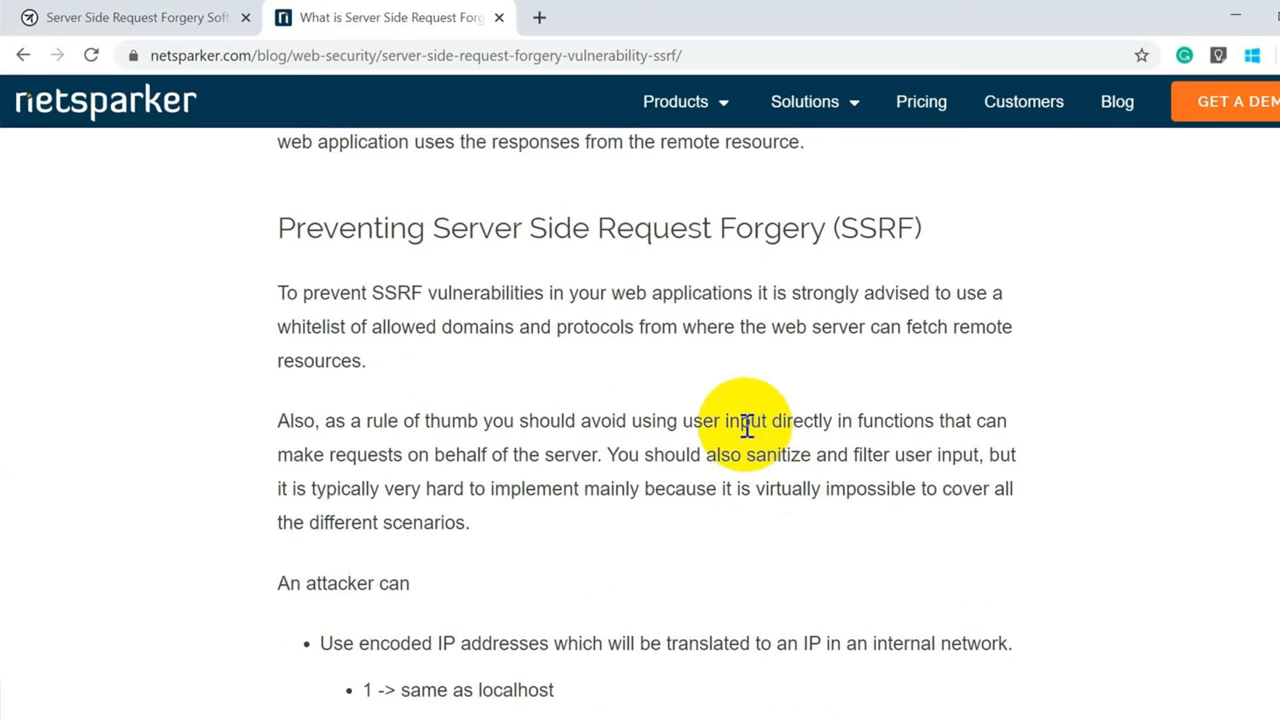 Server Side Request Forgery Soft
What is Server Side Request Forg
netsparker.com/blog/web-security/server-side-request-forgery-vulnerability-ssrf/
netsparker
Products
Solutions
Pricing
Customers
Blog
GET A DEM
web application uses the responses from the remote resource.
Preventing Server Side Request Forgery (SSRF)
To prevent SSRF vulnerabilities in your web applications it is strongly advised to use a
whitelist of allowed domains and protocols from where the web server can fetch remote
resources.
Also, as a rule of thumb you should avoid using user input directly in functions that can
make requests on behalf of the server. You should also sanitize and filter user input, but
it is typically very hard to implement mainly because it is virtually impossible to cover all
the different scenarios.
An attacker can
• Use encoded IP addresses which will be translated to an IP in an internal network.
• 1 -> same as localhost